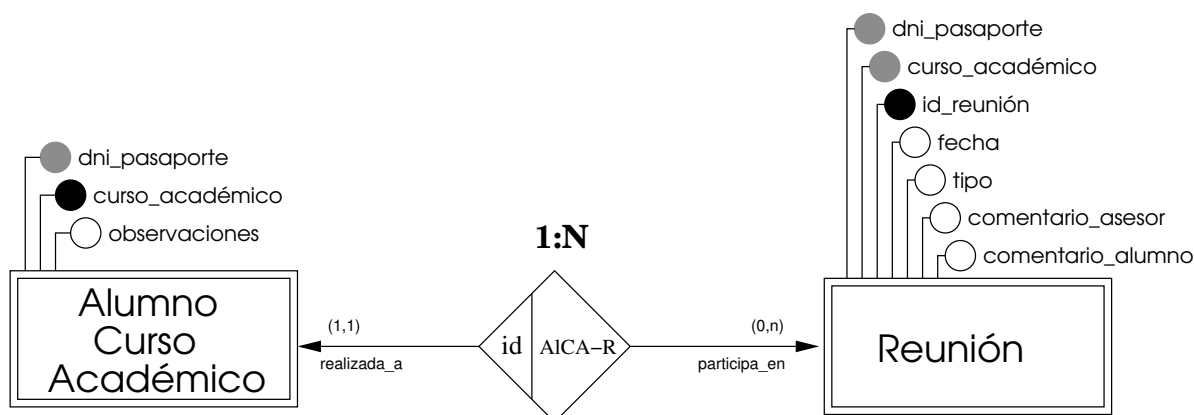 dni_pasaporte
curso_académico
id_reunión
fecha
tipo
comentario_asesor
comentario_alumno
dni_pasaporte
curso_académico
observaciones
1:N
Alumno
Curso
Académico
(1,1)
realizada_a
id
AlCA–R
(0,n)
participa_en
Reunión